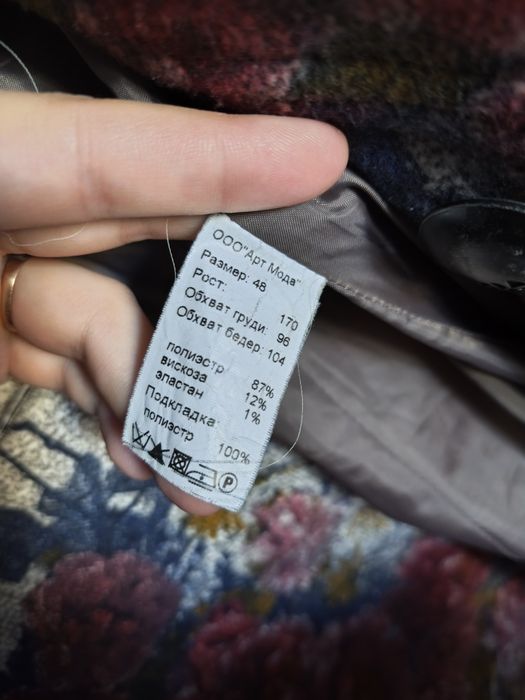 ООО"Арт Мода"
Размер: 48
Рост: 170
Обхват груди: 96
Обхват бедер: 104
полиэстр 87%
вискоза 12%
эластан 1%
Подкладка:
полиэстр 100%
P